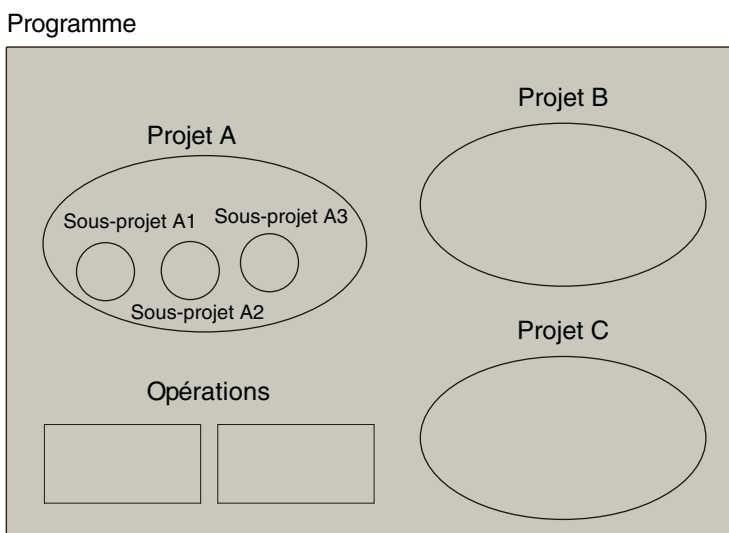 Programme
Projet B
Projet A
Sous-projet A1
Sous-projet A3
Sous-projet A2
Projet C
Opérations